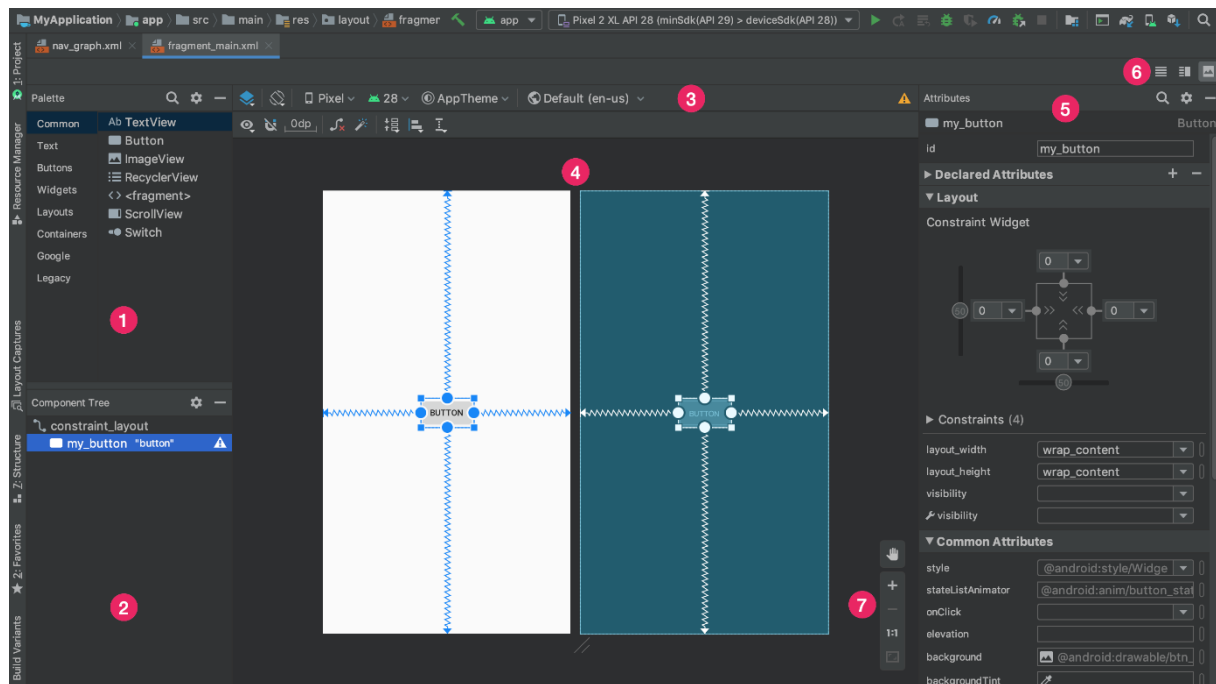 MyApplication app src main res layout fragmer app Pixel 2 XL API 28 (minSdk(API 29) > deviceSdk(API 28))
nav_graph.xml fragment_main.xml
6
1: Project
Resource Manager
Layout Captures
7: Structure
2: Favorites
Build Variants
Palette
Common
Text
Buttons
Widgets
Layouts
Containers
Google
Legacy
Ab TextView
Button
ImageView
RecyclerView
<> <fragment>
ScrollView
Switch
1
Component Tree
constraint_layout
my_button "button"
2
Pixel 28 AppTheme Default (en-us)
3
0dp
4
BUTTON
BUTTON
7
1:1
Attributes
5
my_button Button
id my_button
Declared Attributes
Layout
Constraint Widget
0
50 0 0
0
50
Constraints (4)
layout_width wrap_content
layout_height wrap_content
visibility
visibility
Common Attributes
style @android:style/Widge
stateListAnimator @android:anim/button_stat
onClick
elevation
background @android:drawable/btn_
backgroundTint